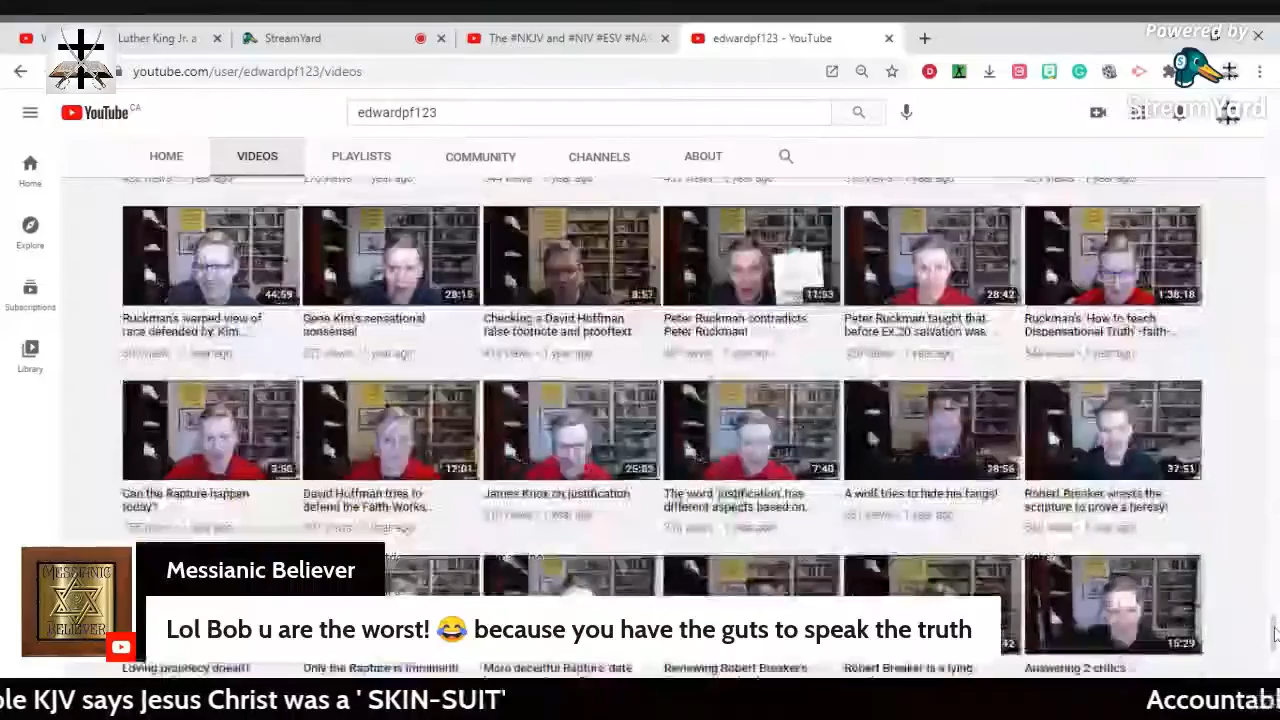 Powered by
StreamYard
Luther King Jr. a
StreamYard
The #NKJV and #NIV #ESV #NA
edwardpf123 - YouTube
youtube.com/user/edwardpf123/videos
YouTube CA
edwardpf123
HOME VIDEOS PLAYLISTS COMMUNITY CHANNELS ABOUT
Home
Explore
Subscriptions
Library
44:59
28:15
8:57
11:53
28:42
1:38:18
Ruckman's warped view of
race defended by Kim...
Gene Kim's sensational
nonsense!
Checking a David Hoffman
false footnote and prooftext
Peter Ruckman contradicts
Peter Ruckman!
Peter Ruckman taught that
before EX.20 salvation was
Ruckman's 'How to teach
Dispensational Truth' -faith-...
3:50
12:01
25:02
7:40
28:56
37:51
Can the Rapture happen
today?
David Hoffman tries to
defend the Faith Works..
James Knox on justification
The word 'justification' has
different aspects based on.
A wolf tries to hide his fangs!
Robert Breaker wrests the
scripture to prove a heresy!
15:29
Only the Rapture is imminent!
More deceitful Rapture date
Reviewing Robert Breaker's
Robert Breaker is a lying
Answering 2 critics
MESSIANIC
BELIEVER
Messianic Believer
Lol Bob u are the worst! 😂 because you have the guts to speak the truth
ble KJV says Jesus Christ was a ' SKIN-SUIT'
Accountabl